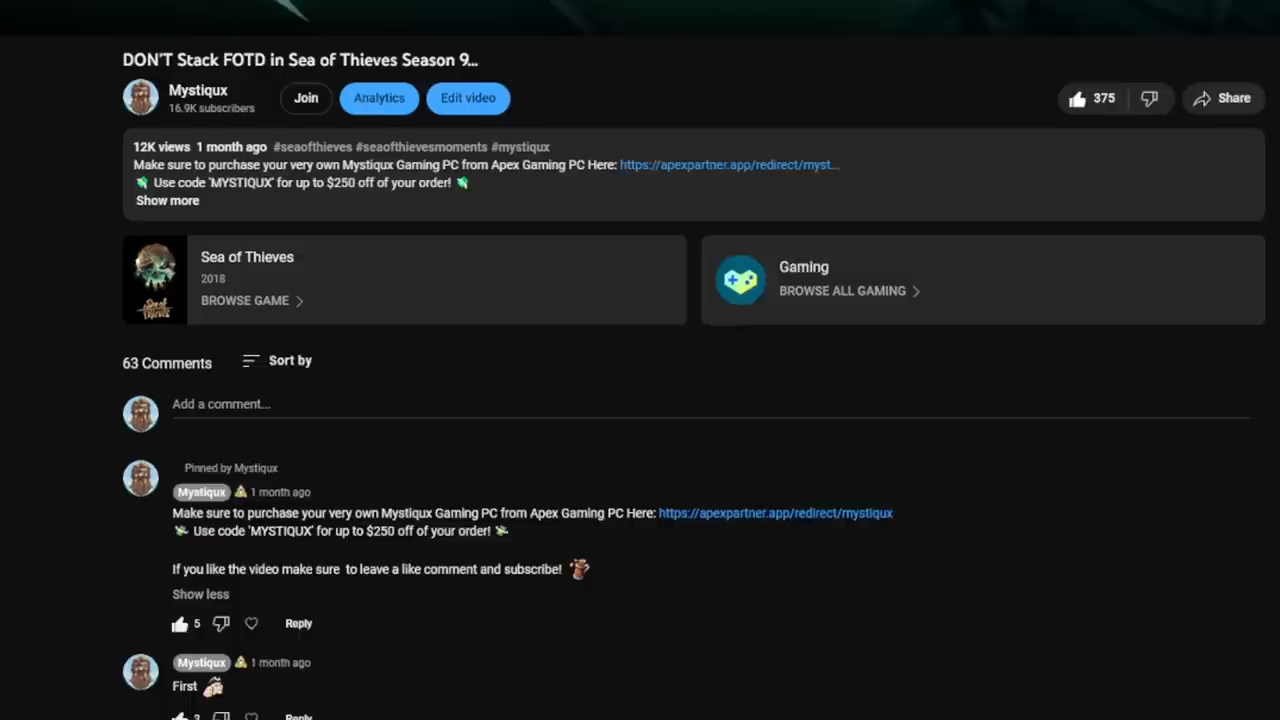 DON'T Stack FOTD in Sea of Thieves Season 9...
Mystiqux
16.9K subscribers
Join
Analytics
Edit video
375
Share
12K views 1 month ago #seaofthieves #seaofthievesmoments #mystiqux
Make sure to purchase your very own Mystiqux Gaming PC from Apex Gaming PC Here: https://apexpartner.app/redirect/myst...
Use code 'MYSTIQUX' for up to $250 off of your order!
Show more
Sea of Thieves
Sea of Thieves
2018
BROWSE GAME
Gaming
BROWSE ALL GAMING
63 Comments
Sort by
Add a comment...
Pinned by Mystiqux
Mystiqux 1 month ago
Make sure to purchase your very own Mystiqux Gaming PC from Apex Gaming PC Here: https://apexpartner.app/redirect/mystiqux
Use code 'MYSTIQUX' for up to $250 off of your order!
If you like the video make sure to leave a like comment and subscribe!
Show less
5
Reply
Mystiqux 1 month ago
First
3
Reply